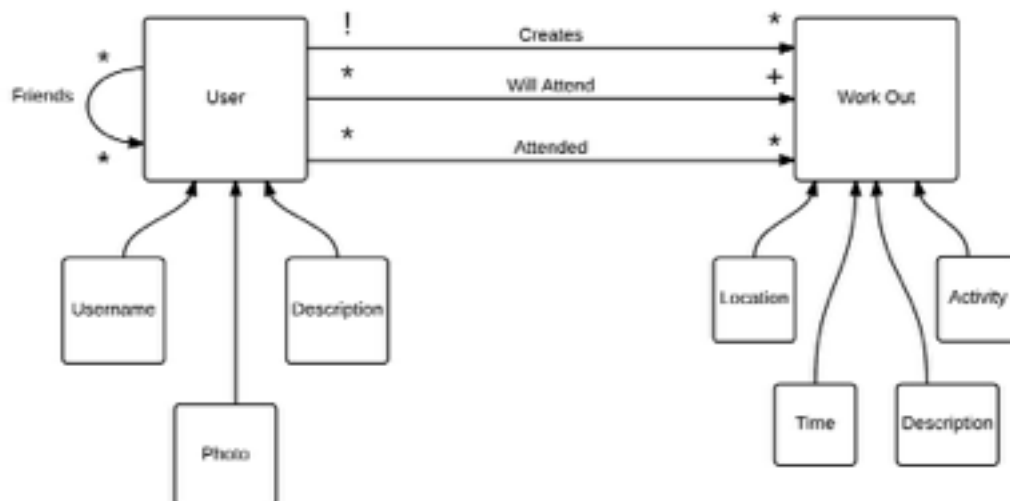 ! Creates *
* Will Attend +
* Attended *
*
Friends
*
User
Work Out
Username
Description
Photo
Location
Activity
Time
Description